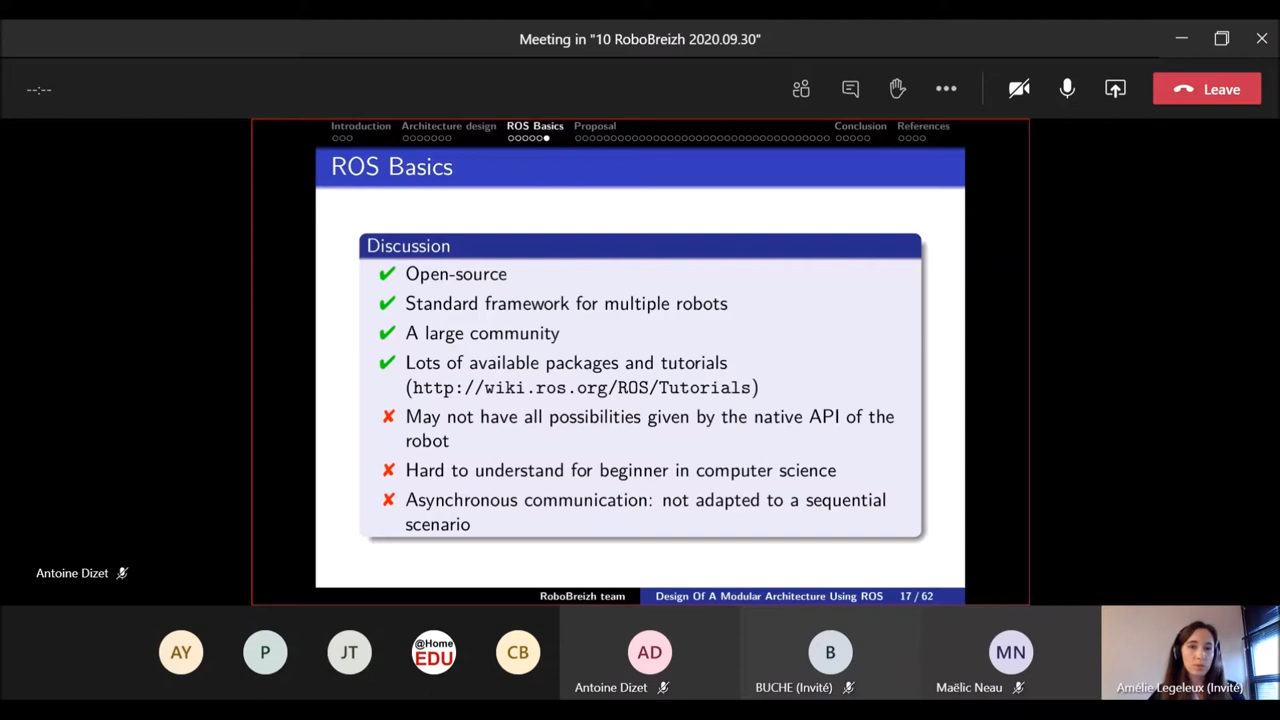 Meeting in "10 RoboBreizh 2020.09.30"
--:--
Leave
Introduction Architecture design ROS Basics Proposal Conclusion References
ROS Basics
Discussion
✔ Open-source
✔ Standard framework for multiple robots
✔ A large community
✔ Lots of available packages and tutorials
(http://wiki.ros.org/ROS/Tutorials)
✘ May not have all possibilities given by the native API of the
robot
✘ Hard to understand for beginner in computer science
✘ Asynchronous communication: not adapted to a sequential
scenario
Antoine Dizet
RoboBreizh team Design Of A Modular Architecture Using ROS 17 / 62
AY P JT @Home EDU CB AD B MN
Antoine Dizet BUCHE (Invité) Maëlic Neau Amélie Legeleux (Invité)